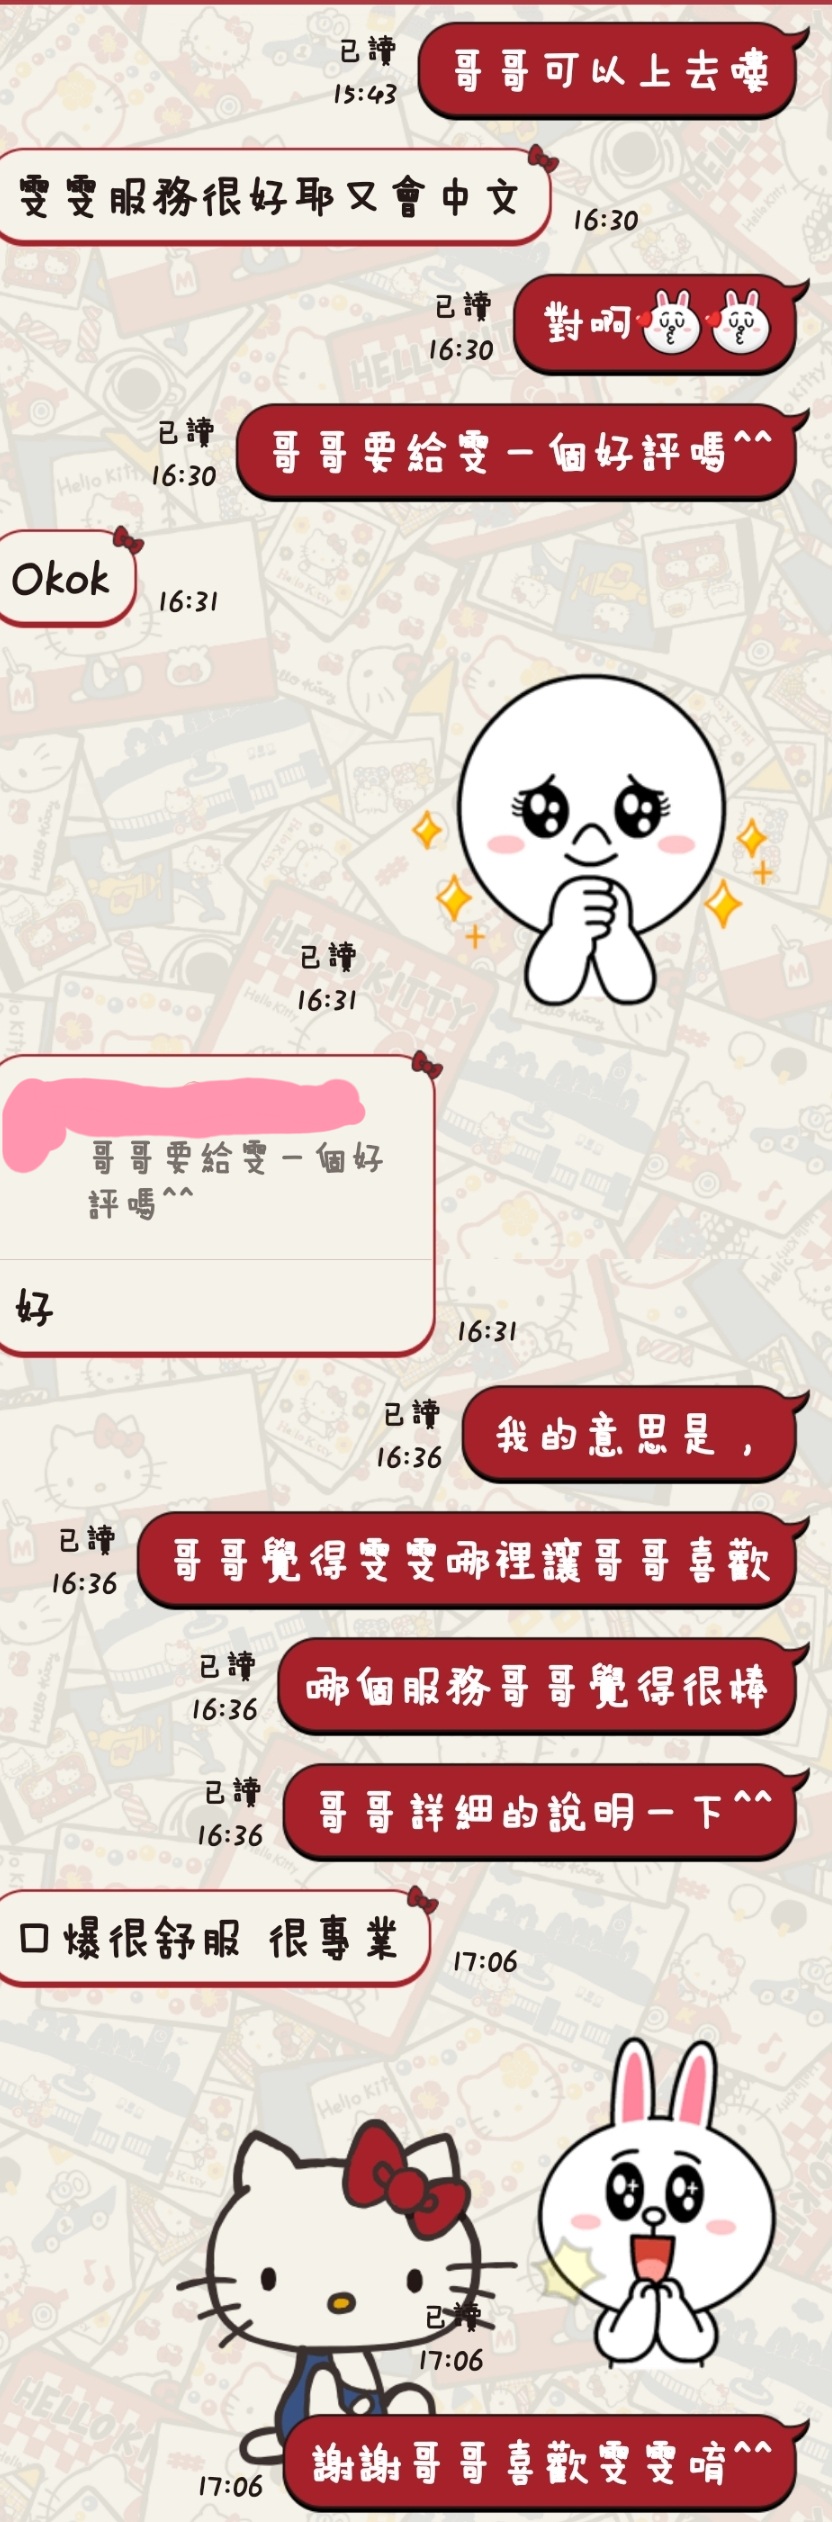 已讀
15:43
哥哥可以上去嘍
雯雯服務很好耶又會中文
16:30
已讀
16:30
對啊
已讀
16:30
哥哥要給雯一個好評嗎^^
Okok
16:31
已讀
16:31
哥哥要給雯一個好
評嗎^^
好
16:31
已讀
16:36
我的意思是，
已讀
16:36
哥哥覺得雯雯哪裡讓哥哥喜歡
已讀
16:36
哪個服務哥哥覺得很棒
已讀
16:36
哥哥詳細的說明一下^^
口爆很舒服 很專業
17:06
已讀
17:06
17:06
謝謝哥哥喜歡雯雯唷^^